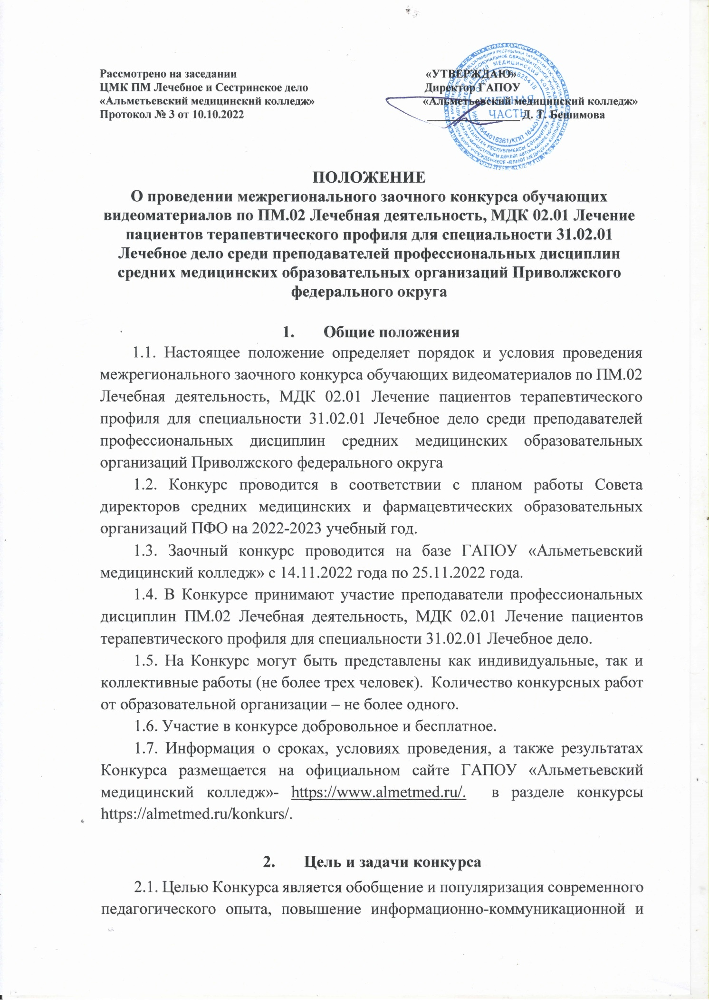 Рассмотрено на заседании
ЦМК ПМ Лечебное и Сестринское дело
«Альметьевский медицинский колледж»
Протокол № 3 от 10.10.2022
«УТВЕРЖДАЮ»
Директор ГАПОУ
«Альметьевский медицинский колледж»
Д. Т. Бешимова
УЧЕБНАЯ
ЧАСТЬ
ПОЛОЖЕНИЕ
О проведении межрегионального заочного конкурса обучающих
видеоматериалов по ПМ.02 Лечебная деятельность, МДК 02.01 Лечение
пациентов терапевтического профиля для специальности 31.02.01
Лечебное дело среди преподавателей профессиональных дисциплин
средних медицинских образовательных организаций Приволжского
федерального округа
1. Общие положения
1.1. Настоящее положение определяет порядок и условия проведения
межрегионального заочного конкурса обучающих видеоматериалов по ПМ.02
Лечебная деятельность, МДК 02.01 Лечение пациентов терапевтического
профиля для специальности 31.02.01 Лечебное дело среди преподавателей
профессиональных дисциплин средних медицинских образовательных
организаций Приволжского федерального округа
1.2. Конкурс проводится в соответствии с планом работы Совета
директоров средних медицинских и фармацевтических образовательных
организаций ПФО на 2022-2023 учебный год.
1.3. Заочный конкурс проводится на базе ГАПОУ «Альметьевский
медицинский колледж» с 14.11.2022 года по 25.11.2022 года.
1.4. В Конкурсе принимают участие преподаватели профессиональных
дисциплин ПМ.02 Лечебная деятельность, МДК 02.01 Лечение пациентов
терапевтического профиля для специальности 31.02.01 Лечебное дело.
1.5. На Конкурс могут быть представлены как индивидуальные, так и
коллективные работы (не более трех человек). Количество конкурсных работ
от образовательной организации – не более одного.
1.6. Участие в конкурсе добровольное и бесплатное.
1.7. Информация о сроках, условиях проведения, а также результатах
Конкурса размещается на официальном сайте ГАПОУ «Альметьевский
медицинский колледж»- https://www.almetmed.ru/. в разделе конкурсы
https://almetmed.ru/konkurs/.
2. Цель и задачи конкурса
2.1. Целью Конкурса является обобщение и популяризация современного
педагогического опыта, повышение информационно-коммуникационной и